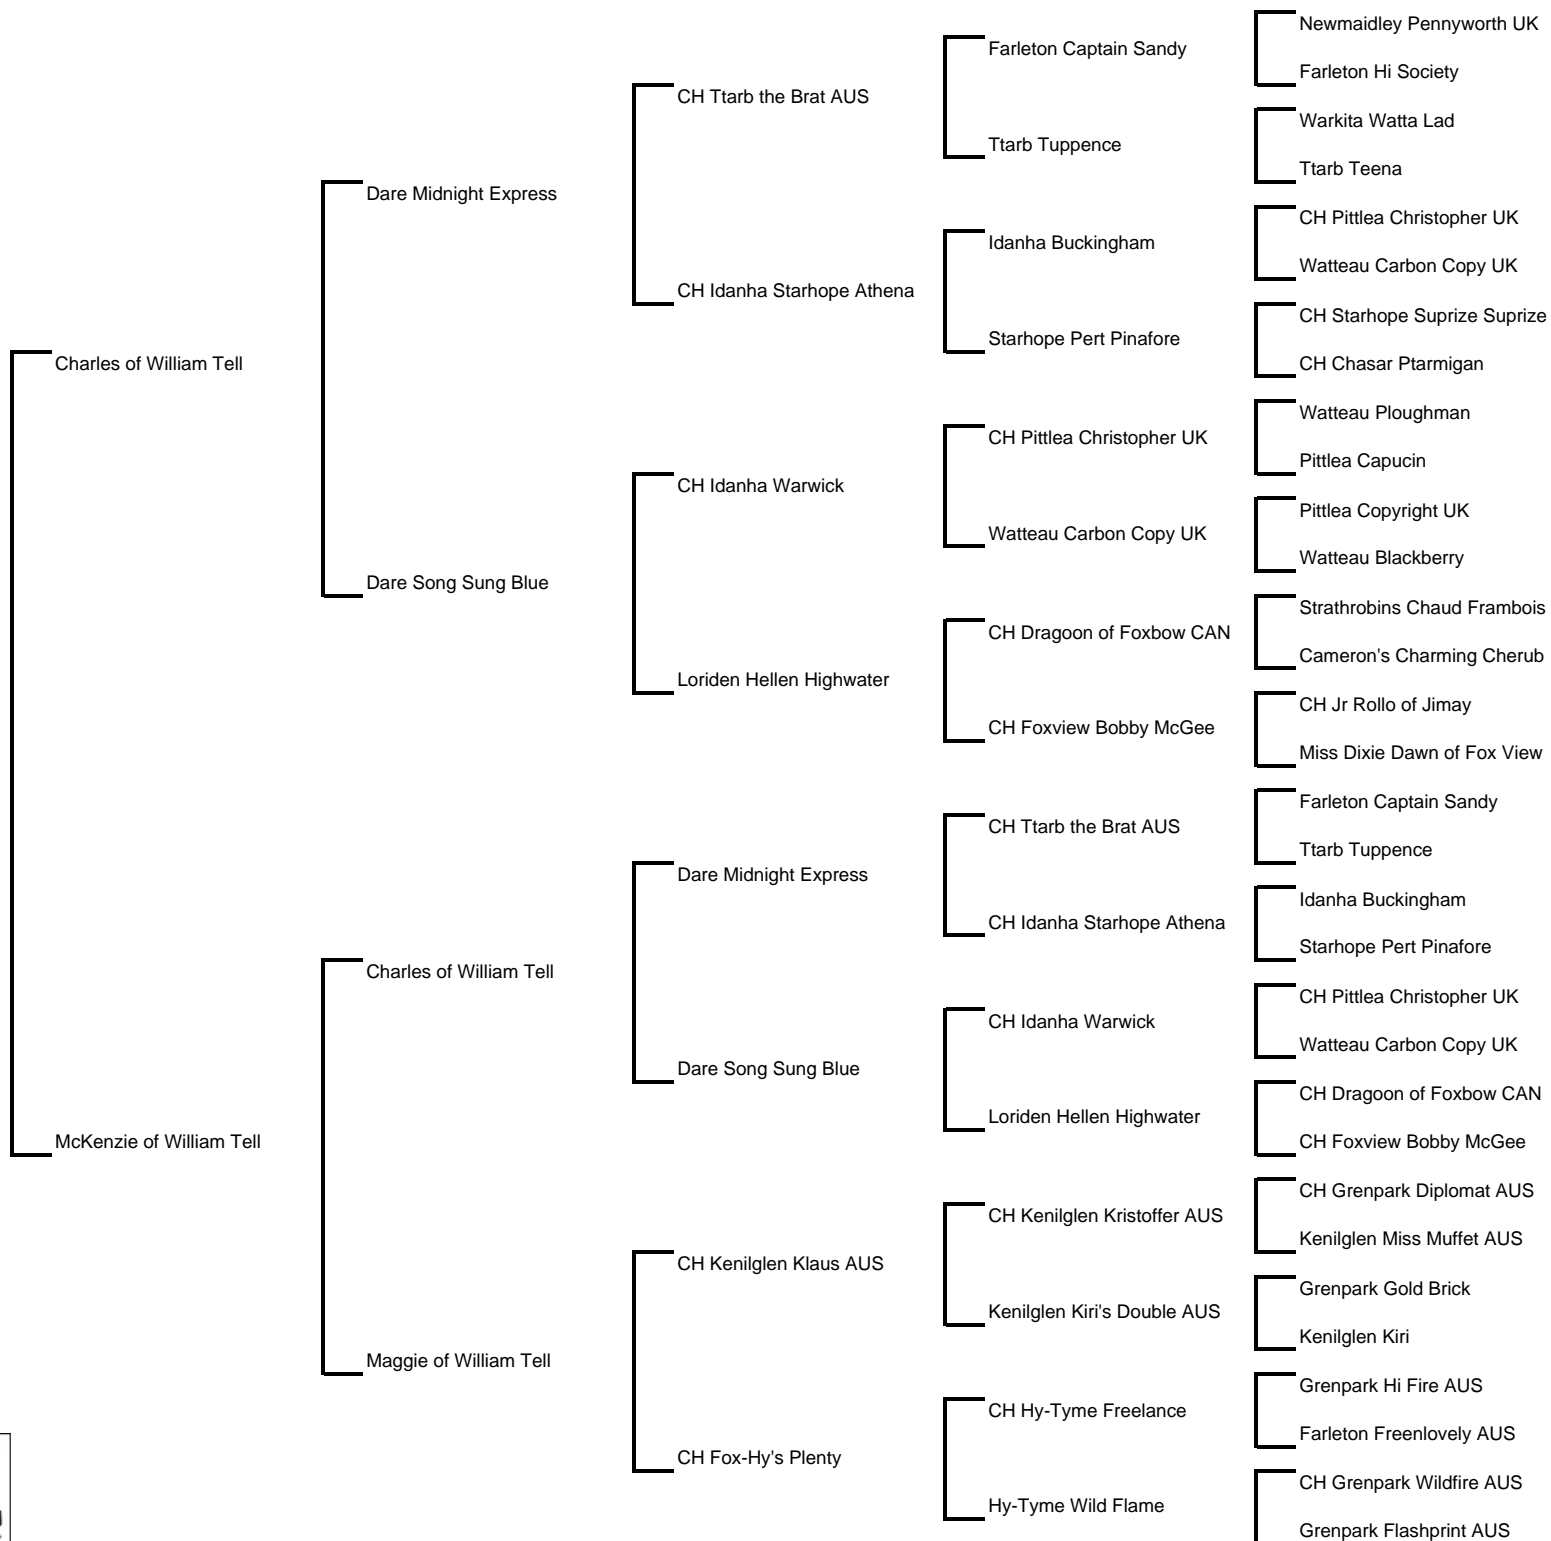 Newmaidley Pennyworth UK
Farleton Captain Sandy
Farleton Hi Society
CH Ttarb the Brat AUS
Warkita Watta Lad
Ttarb Tuppence
Ttarb Teena
Dare Midnight Express
CH Pittlea Christopher UK
Idanha Buckingham
Watteau Carbon Copy UK
CH Idanha Starhope Athena
CH Starhope Suprize Suprize
Starhope Pert Pinafore
CH Chasar Ptarmigan
Charles of William Tell
Watteau Ploughman
CH Pittlea Christopher UK
Pittlea Capucin
CH Idanha Warwick
Pittlea Copyright UK
Watteau Carbon Copy UK
Watteau Blackberry
Dare Song Sung Blue
Strathrobins Chaud Frambois
CH Dragoon of Foxbow CAN
Cameron's Charming Cherub
Loriden Hellen Highwater
CH Jr Rollo of Jimay
CH Foxview Bobby McGee
Miss Dixie Dawn of Fox View
Farleton Captain Sandy
CH Ttarb the Brat AUS
Ttarb Tuppence
Dare Midnight Express
Idanha Buckingham
CH Idanha Starhope Athena
Starhope Pert Pinafore
Charles of William Tell
CH Pittlea Christopher UK
CH Idanha Warwick
Watteau Carbon Copy UK
Dare Song Sung Blue
CH Dragoon of Foxbow CAN
Loriden Hellen Highwater
CH Foxview Bobby McGee
McKenzie of William Tell
CH Grenpark Diplomat AUS
CH Kenilglen Kristoffer AUS
Kenilglen Miss Muffet AUS
CH Kenilglen Klaus AUS
Grenpark Gold Brick
Kenilglen Kiri's Double AUS
Kenilglen Kiri
Maggie of William Tell
Grenpark Hi Fire AUS
CH Hy-Tyme Freelance
Farleton Freenlovely AUS
CH Fox-Hy's Plenty
CH Grenpark Wildfire AUS
Hy-Tyme Wild Flame
Grenpark Flashprint AUS